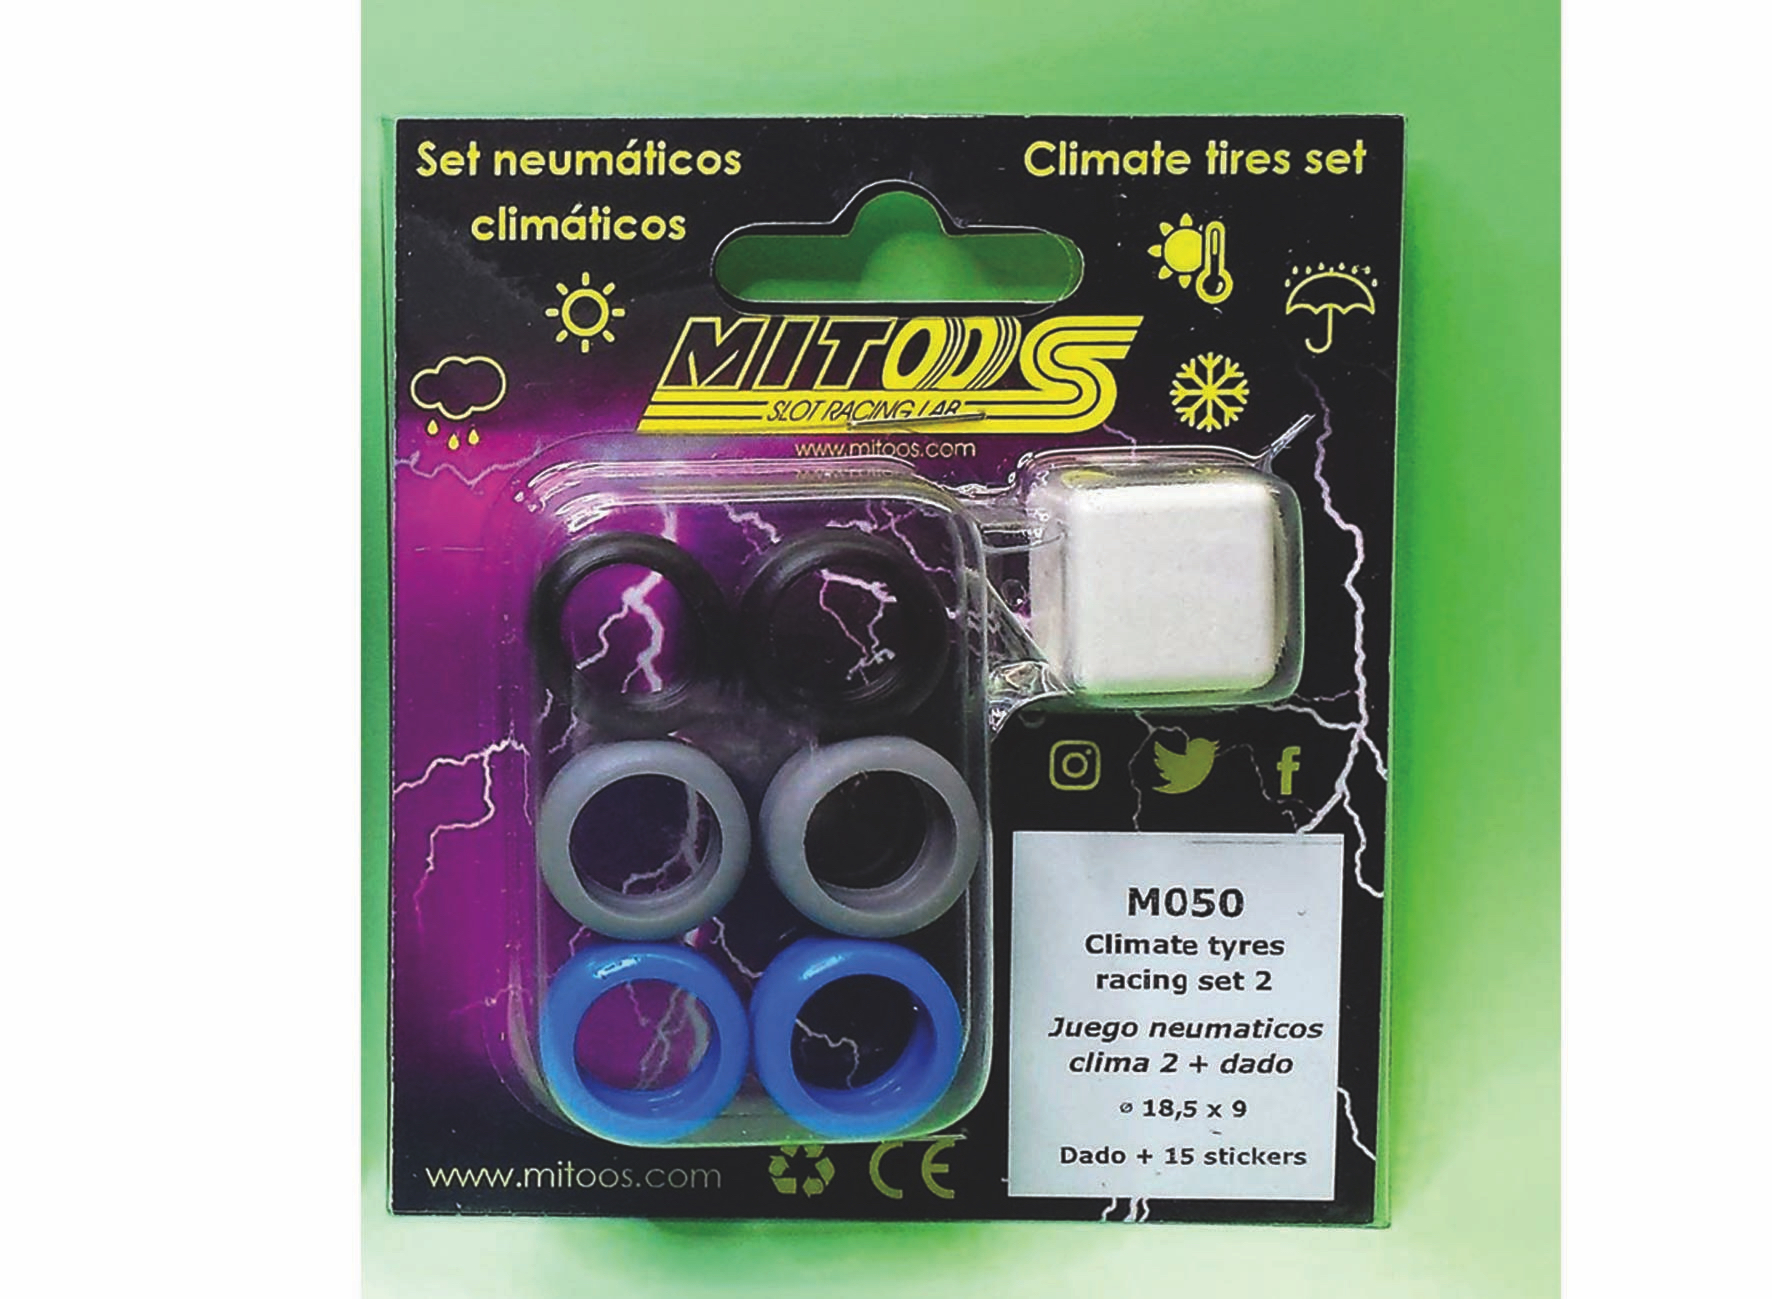 Set neumáticos
climáticos
Climate tires set
MITOOS
SLOT RACING LAB
www.mitoos.com
M050
Climate tyres
racing set 2
Juego neumaticos
clima 2 + dado
⌀ 18,5 x 9
Dado + 15 stickers
www.mitoos.com
CE